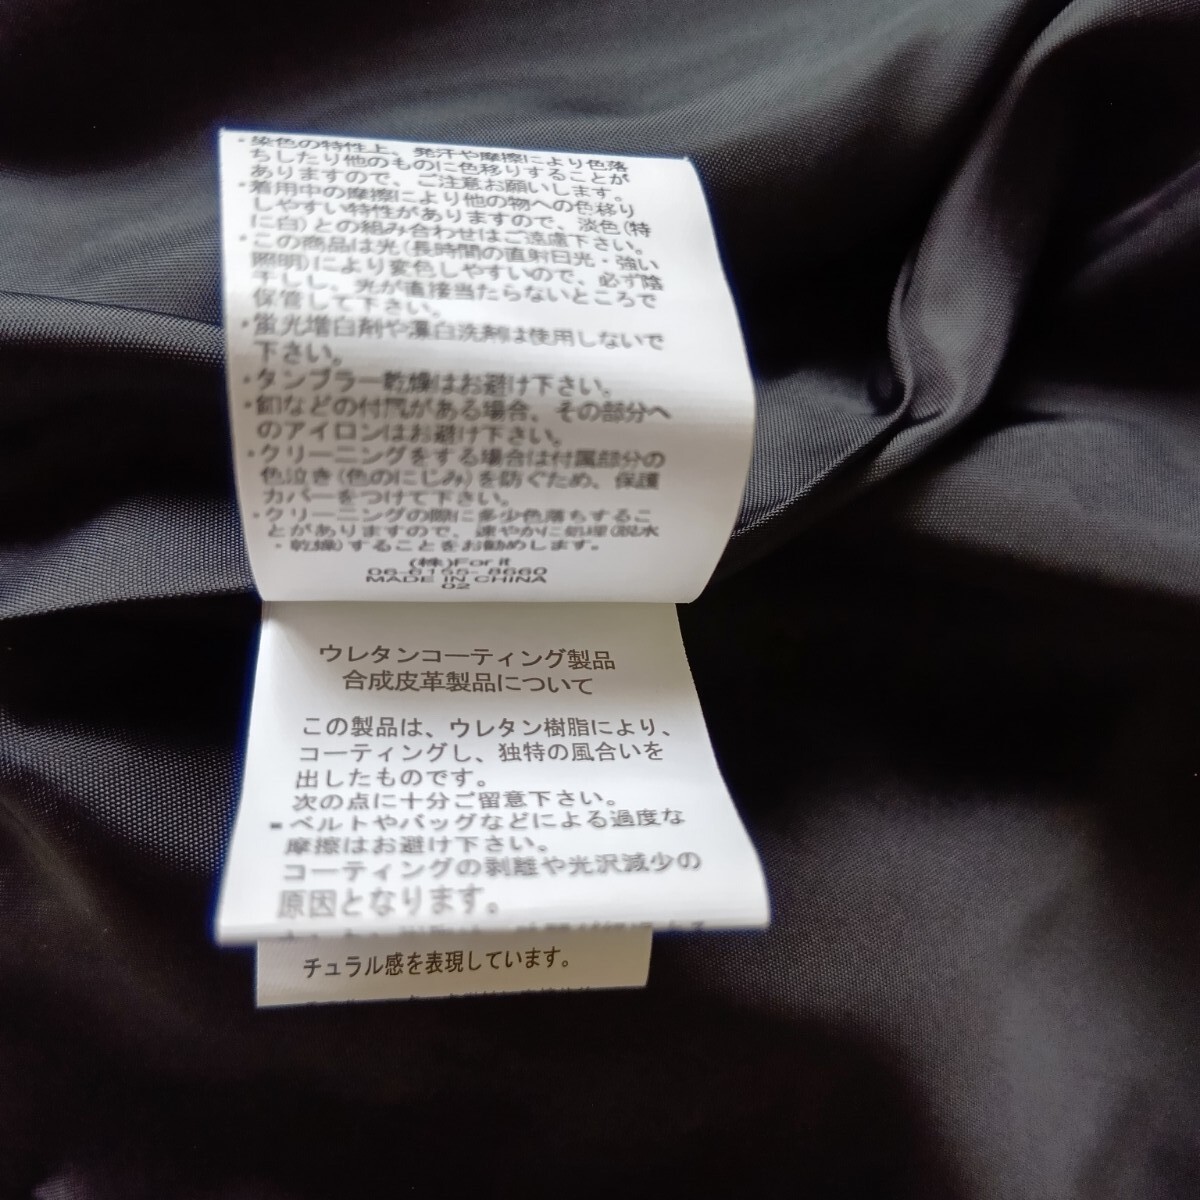 ・染色の特性上、発汗や摩擦により色落
ちしたり他のものに色移りすることが
ありますので、ご注意お願いします。
・着用中の摩擦により他の物への色移り
しやすい特性がありますので、淡色(特
に白)との組み合わせはご遠慮下さい。
・この商品は光(長時間の直射日光・強い
照明)により変色しやすいので、必ず陰
干しし、光が直接当たらないところで
保管して下さい。
・蛍光増白剤や漂白洗剤は使用しないで
下さい。
・タンブラー乾燥はお避け下さい。
・釦などの付属がある場合、その部分へ
のアイロンはお避け下さい。
・クリーニングをする場合は付属部分の
色泣き(色のにじみ)を防ぐため、保護
カバーをつけて下さい。
・クリーニングの際に多少色落ちするこ
とがありますので、速やかに処理(脱水
・乾燥)することをお勧めします。
(株)For it
06-6155-8660
MADE IN CHINA
02
ウレタンコーティング製品
合成皮革製品について
この製品は、ウレタン樹脂により、
コーティングし、独特の風合いを
出したものです。
次の点に十分ご留意下さい。
▪ベルトやバッグなどによる過度な
摩擦はお避け下さい。
コーティングの剥離や光沢減少の
原因となります。
チュラル感を表現しています。